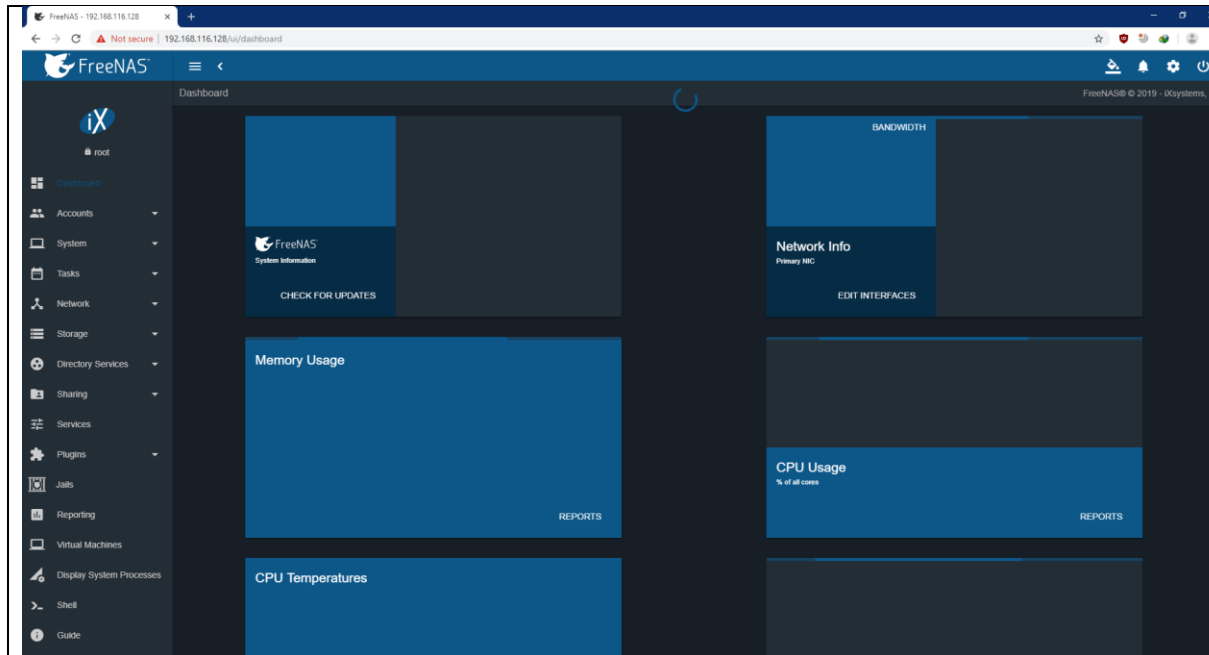 FreeNAS - 192.168.116.128
Not secure | 192.168.116.128/ui/dashboard
FreeNAS
Dashboard
FreeNAS® © 2019 - iXsystems,
iX
root
Dashboard
Accounts
System
Tasks
Network
Storage
Directory Services
Sharing
Services
Plugins
Jails
Reporting
Virtual Machines
Display System Processes
Shell
Guide
FreeNAS
System Information
CHECK FOR UPDATES
BANDWIDTH
Network Info
Primary NIC
EDIT INTERFACES
Memory Usage
REPORTS
CPU Usage
% of all cores
REPORTS
CPU Temperatures